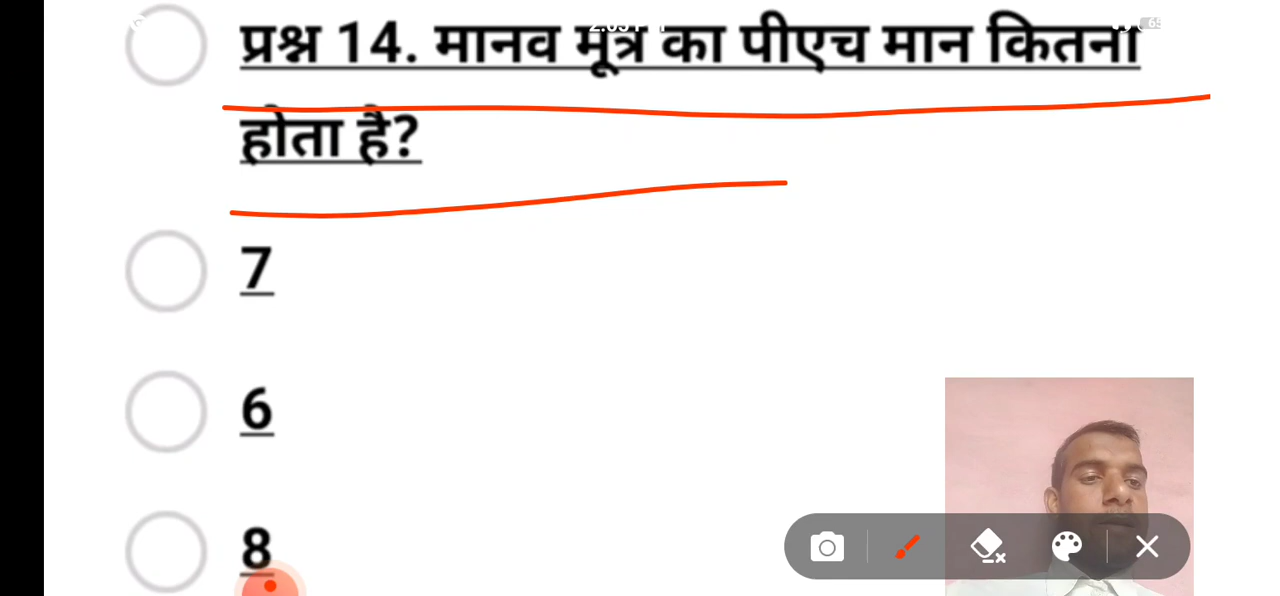 प्रश्न 14. मानव मूत्र का पीएच मान कितना
होता है?
7
6
8